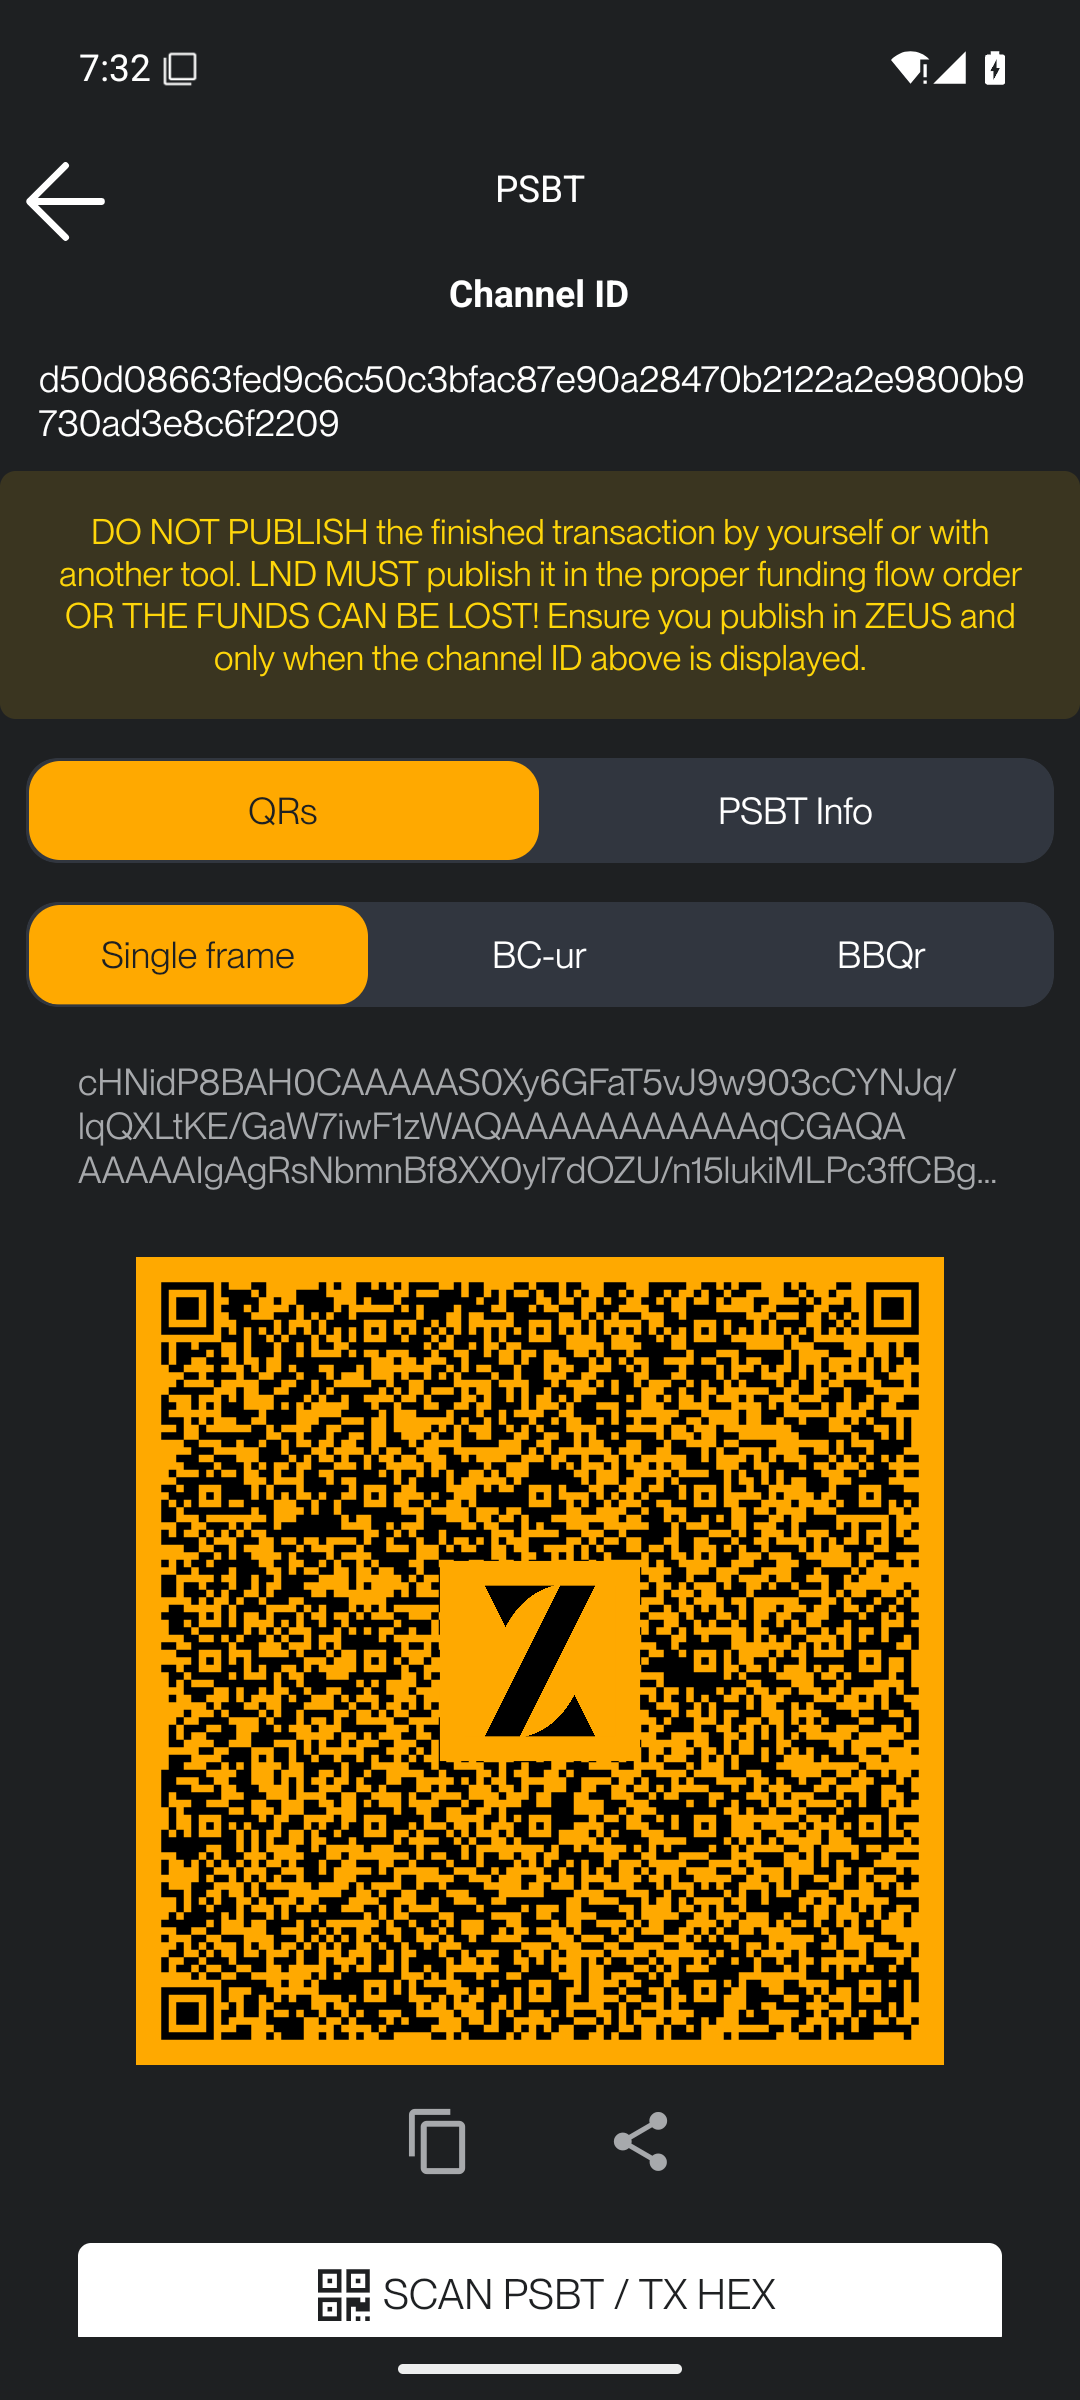 7:32
PSBT
Channel ID
d50d08663fed9c6c50c3bfac87e90a28470b2122a2e9800b9
730ad3e8c6f2209
DO NOT PUBLISH the finished transaction by yourself or with
another tool. LND MUST publish it in the proper funding flow order
OR THE FUNDS CAN BE LOST! Ensure you publish in ZEUS and
only when the channel ID above is displayed.
QRs
PSBT Info
Single frame
BC-ur
BBQr
cHNidP8BAH0CAAAAAS0Xy6GFaT5vJ9w903cCYNJq/
lqQXLtKE/GaW7iwF1zWAQAAAAAAAAAAAqCGAQA
AAAAAIgAgRsNbmnBf8XX0yl7dOZU/n15lukiMLPc3ffCBg...
SCAN PSBT / TX HEX